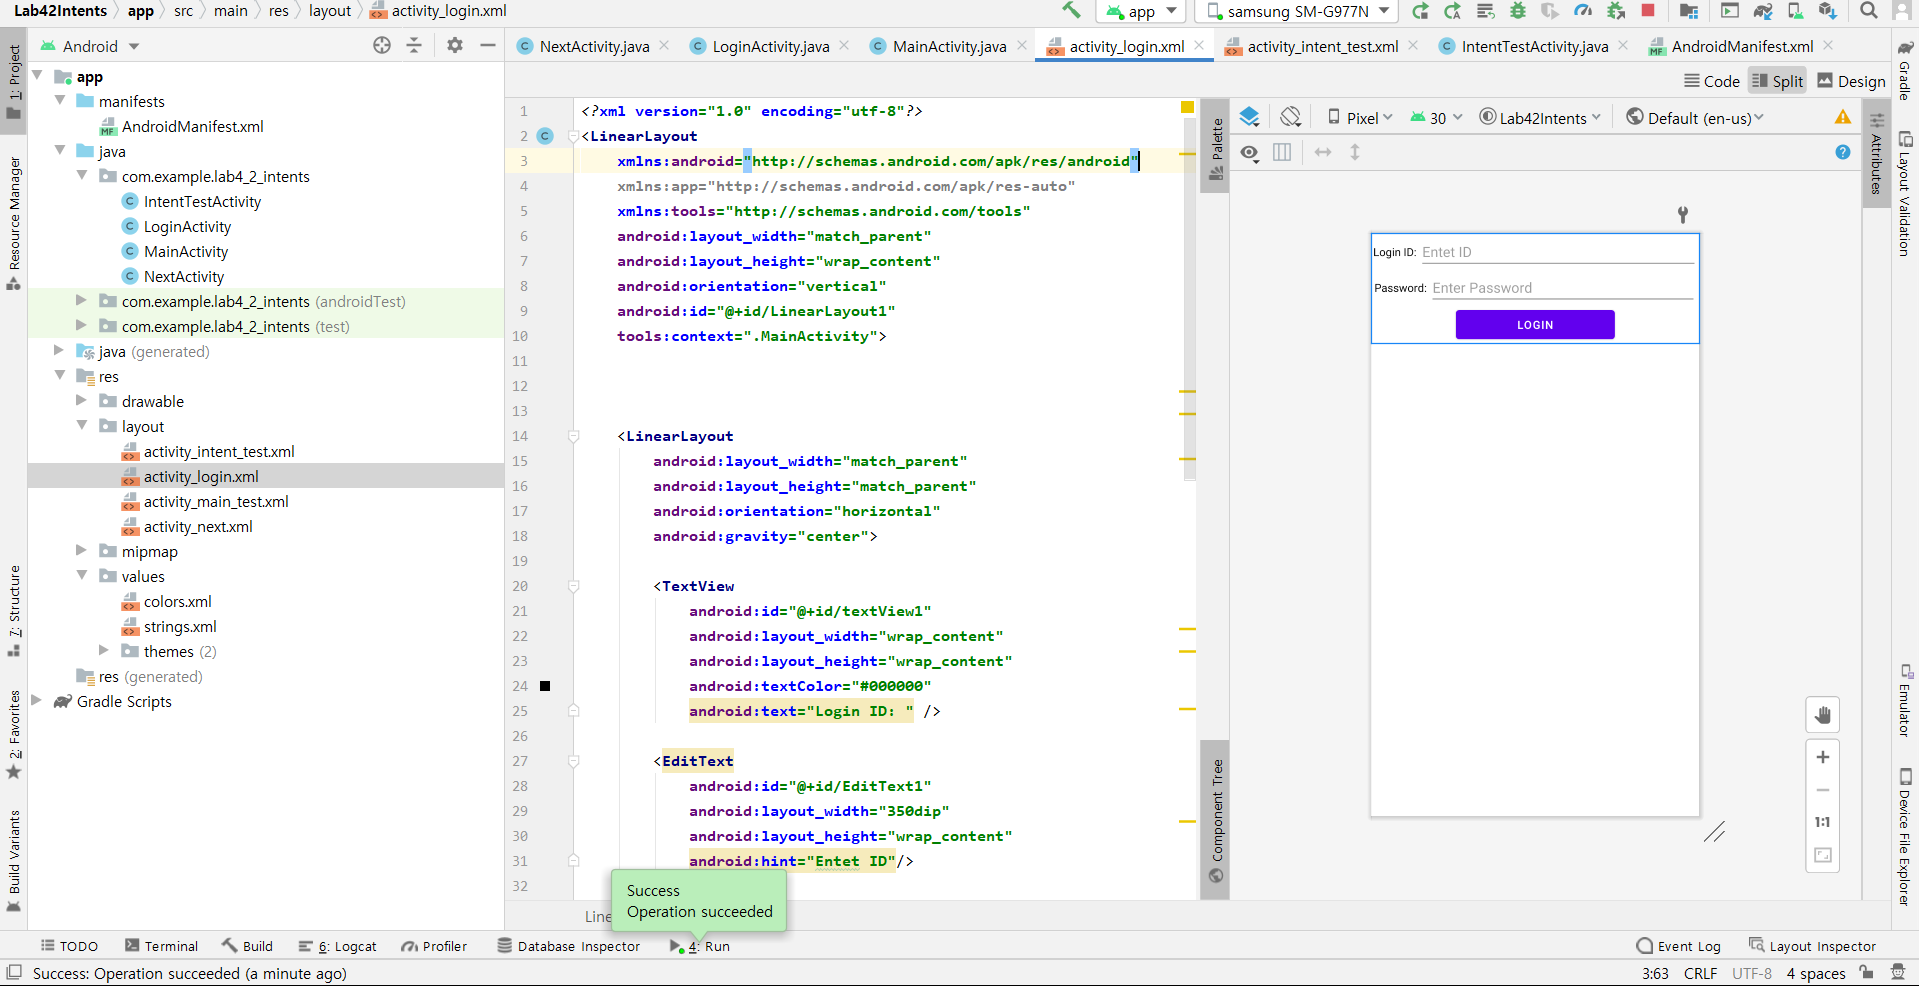 Lab42Intents
app
src
main
res
layout
activity_login.xml
app
samsung SM-G977N
1: Project
Resource Manager
7: Structure
2: Favorites
Build Variants
Android
app
manifests
AndroidManifest.xml
java
com.example.lab4_2_intents
IntentTestActivity
LoginActivity
MainActivity
NextActivity
com.example.lab4_2_intents (androidTest)
com.example.lab4_2_intents (test)
java (generated)
res
drawable
layout
activity_intent_test.xml
activity_login.xml
activity_main_test.xml
activity_next.xml
mipmap
values
colors.xml
strings.xml
themes (2)
res (generated)
Gradle Scripts
NextActivity.java
LoginActivity.java
MainActivity.java
activity_login.xml
activity_intent_test.xml
IntentTestActivity.java
AndroidManifest.xml
Code
Split
Design
1 <?xml version="1.0" encoding="utf-8"?>
2 <LinearLayout
3 xmlns:android="http://schemas.android.com/apk/res/android"
4 xmlns:app="http://schemas.android.com/apk/res-auto"
5 xmlns:tools="http://schemas.android.com/tools"
6 android:layout_width="match_parent"
7 android:layout_height="wrap_content"
8 android:orientation="vertical"
9 android:id="@+id/LinearLayout1"
10 tools:context=".MainActivity">
11
12
13
14 <LinearLayout
15 android:layout_width="match_parent"
16 android:layout_height="match_parent"
17 android:orientation="horizontal"
18 android:gravity="center">
19
20 <TextView
21 android:id="@+id/textView1"
22 android:layout_width="wrap_content"
23 android:layout_height="wrap_content"
24 android:textColor="#000000"
25 android:text="Login ID: " />
26
27 <EditText
28 android:id="@+id/EditText1"
29 android:layout_width="350dip"
30 android:layout_height="wrap_content"
31 android:hint="Entet ID"/>
32
Line
Success
Operation succeeded
Palette
Component Tree
Pixel
30
Lab42Intents
Default (en-us)
Login ID:
Entet ID
Password:
Enter Password
LOGIN
1:1
Attributes
Gradle
Layout Validation
Emulator
Device File Explorer
TODO
Terminal
Build
6: Logcat
Profiler
Database Inspector
4: Run
Event Log
Layout Inspector
Success: Operation succeeded (a minute ago)
3:63
CRLF
UTF-8
4 spaces